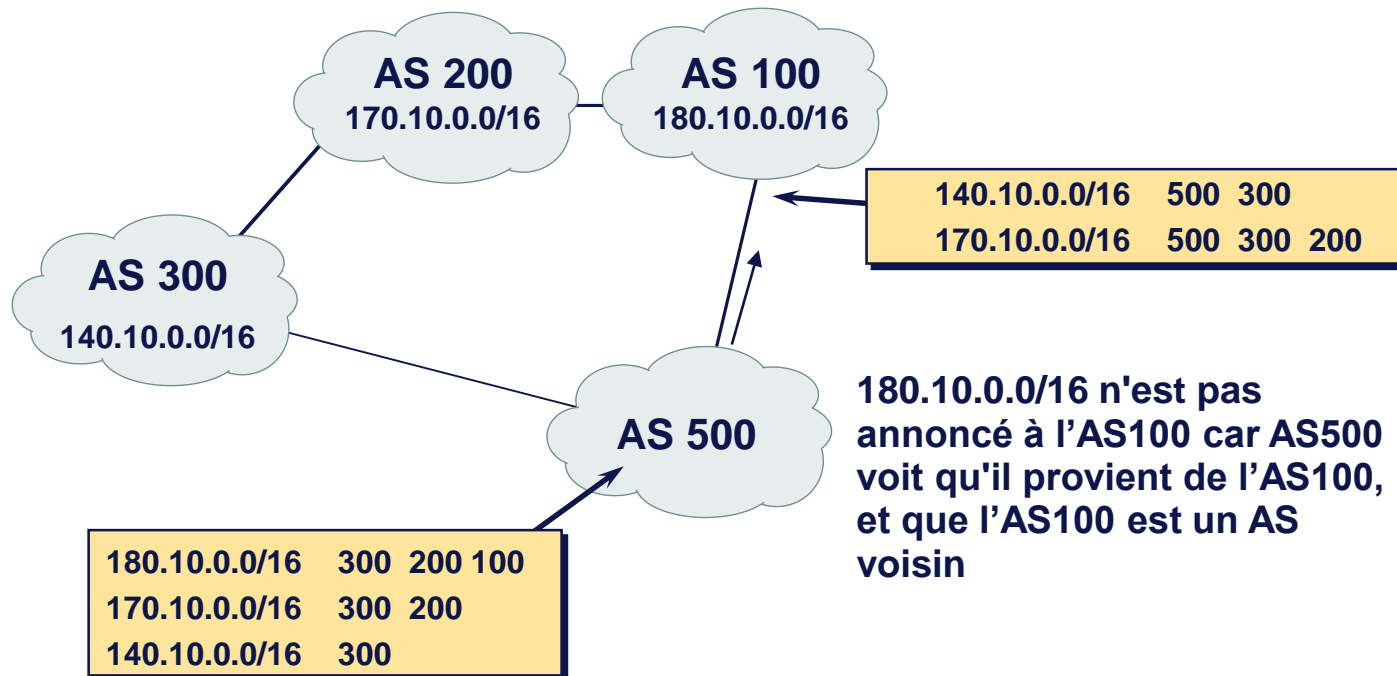 AS 200
170.10.0.0/16
AS 100
180.10.0.0/16
140.10.0.0/16 500 300
170.10.0.0/16 500 300 200
AS 300
140.10.0.0/16
AS 500
180.10.0.0/16 n'est pas
annoncé à l’AS100 car AS500
voit qu'il provient de l’AS100,
et que l’AS100 est un AS
voisin
180.10.0.0/16 300 200 100
170.10.0.0/16 300 200
140.10.0.0/16 300